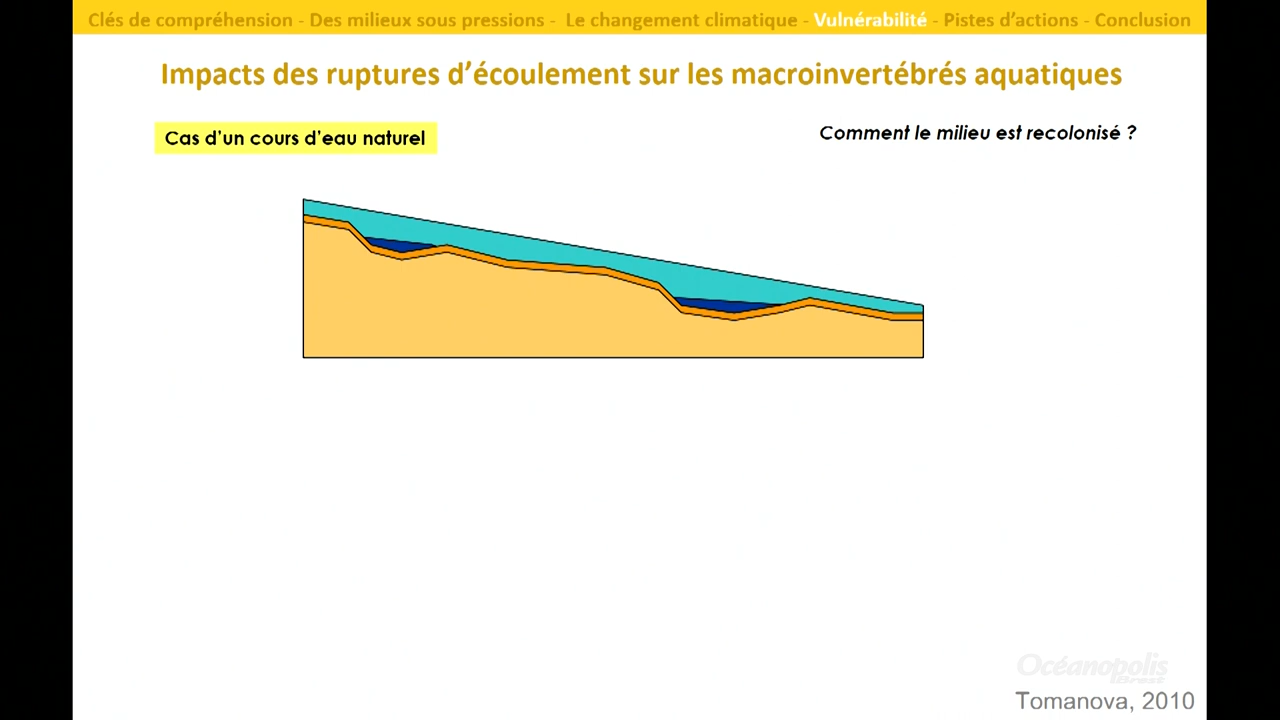 Clés de compréhension - Des milieux sous pressions - Le changement climatique - Vulnérabilité - Pistes d'actions - Conclusion
Impacts des ruptures d'écoulement sur les macroinvertébrés aquatiques
Cas d'un cours d'eau naturel
Comment le milieu est recolonisé ?
Océanopolis
Brest
Tomanova, 2010